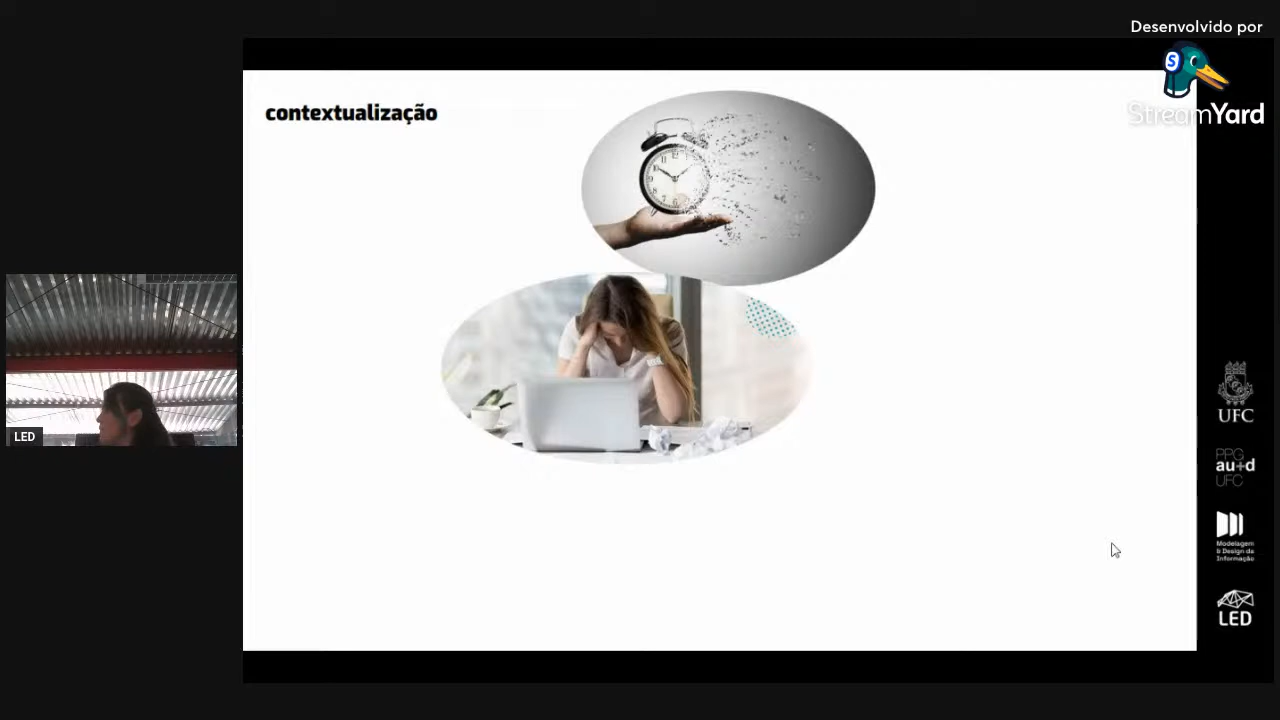 Desenvolvido por
StreamYard
contextualização
LED
UFC
PPG
au+d
UFC
Modelagem
& Design da
Informação
LED